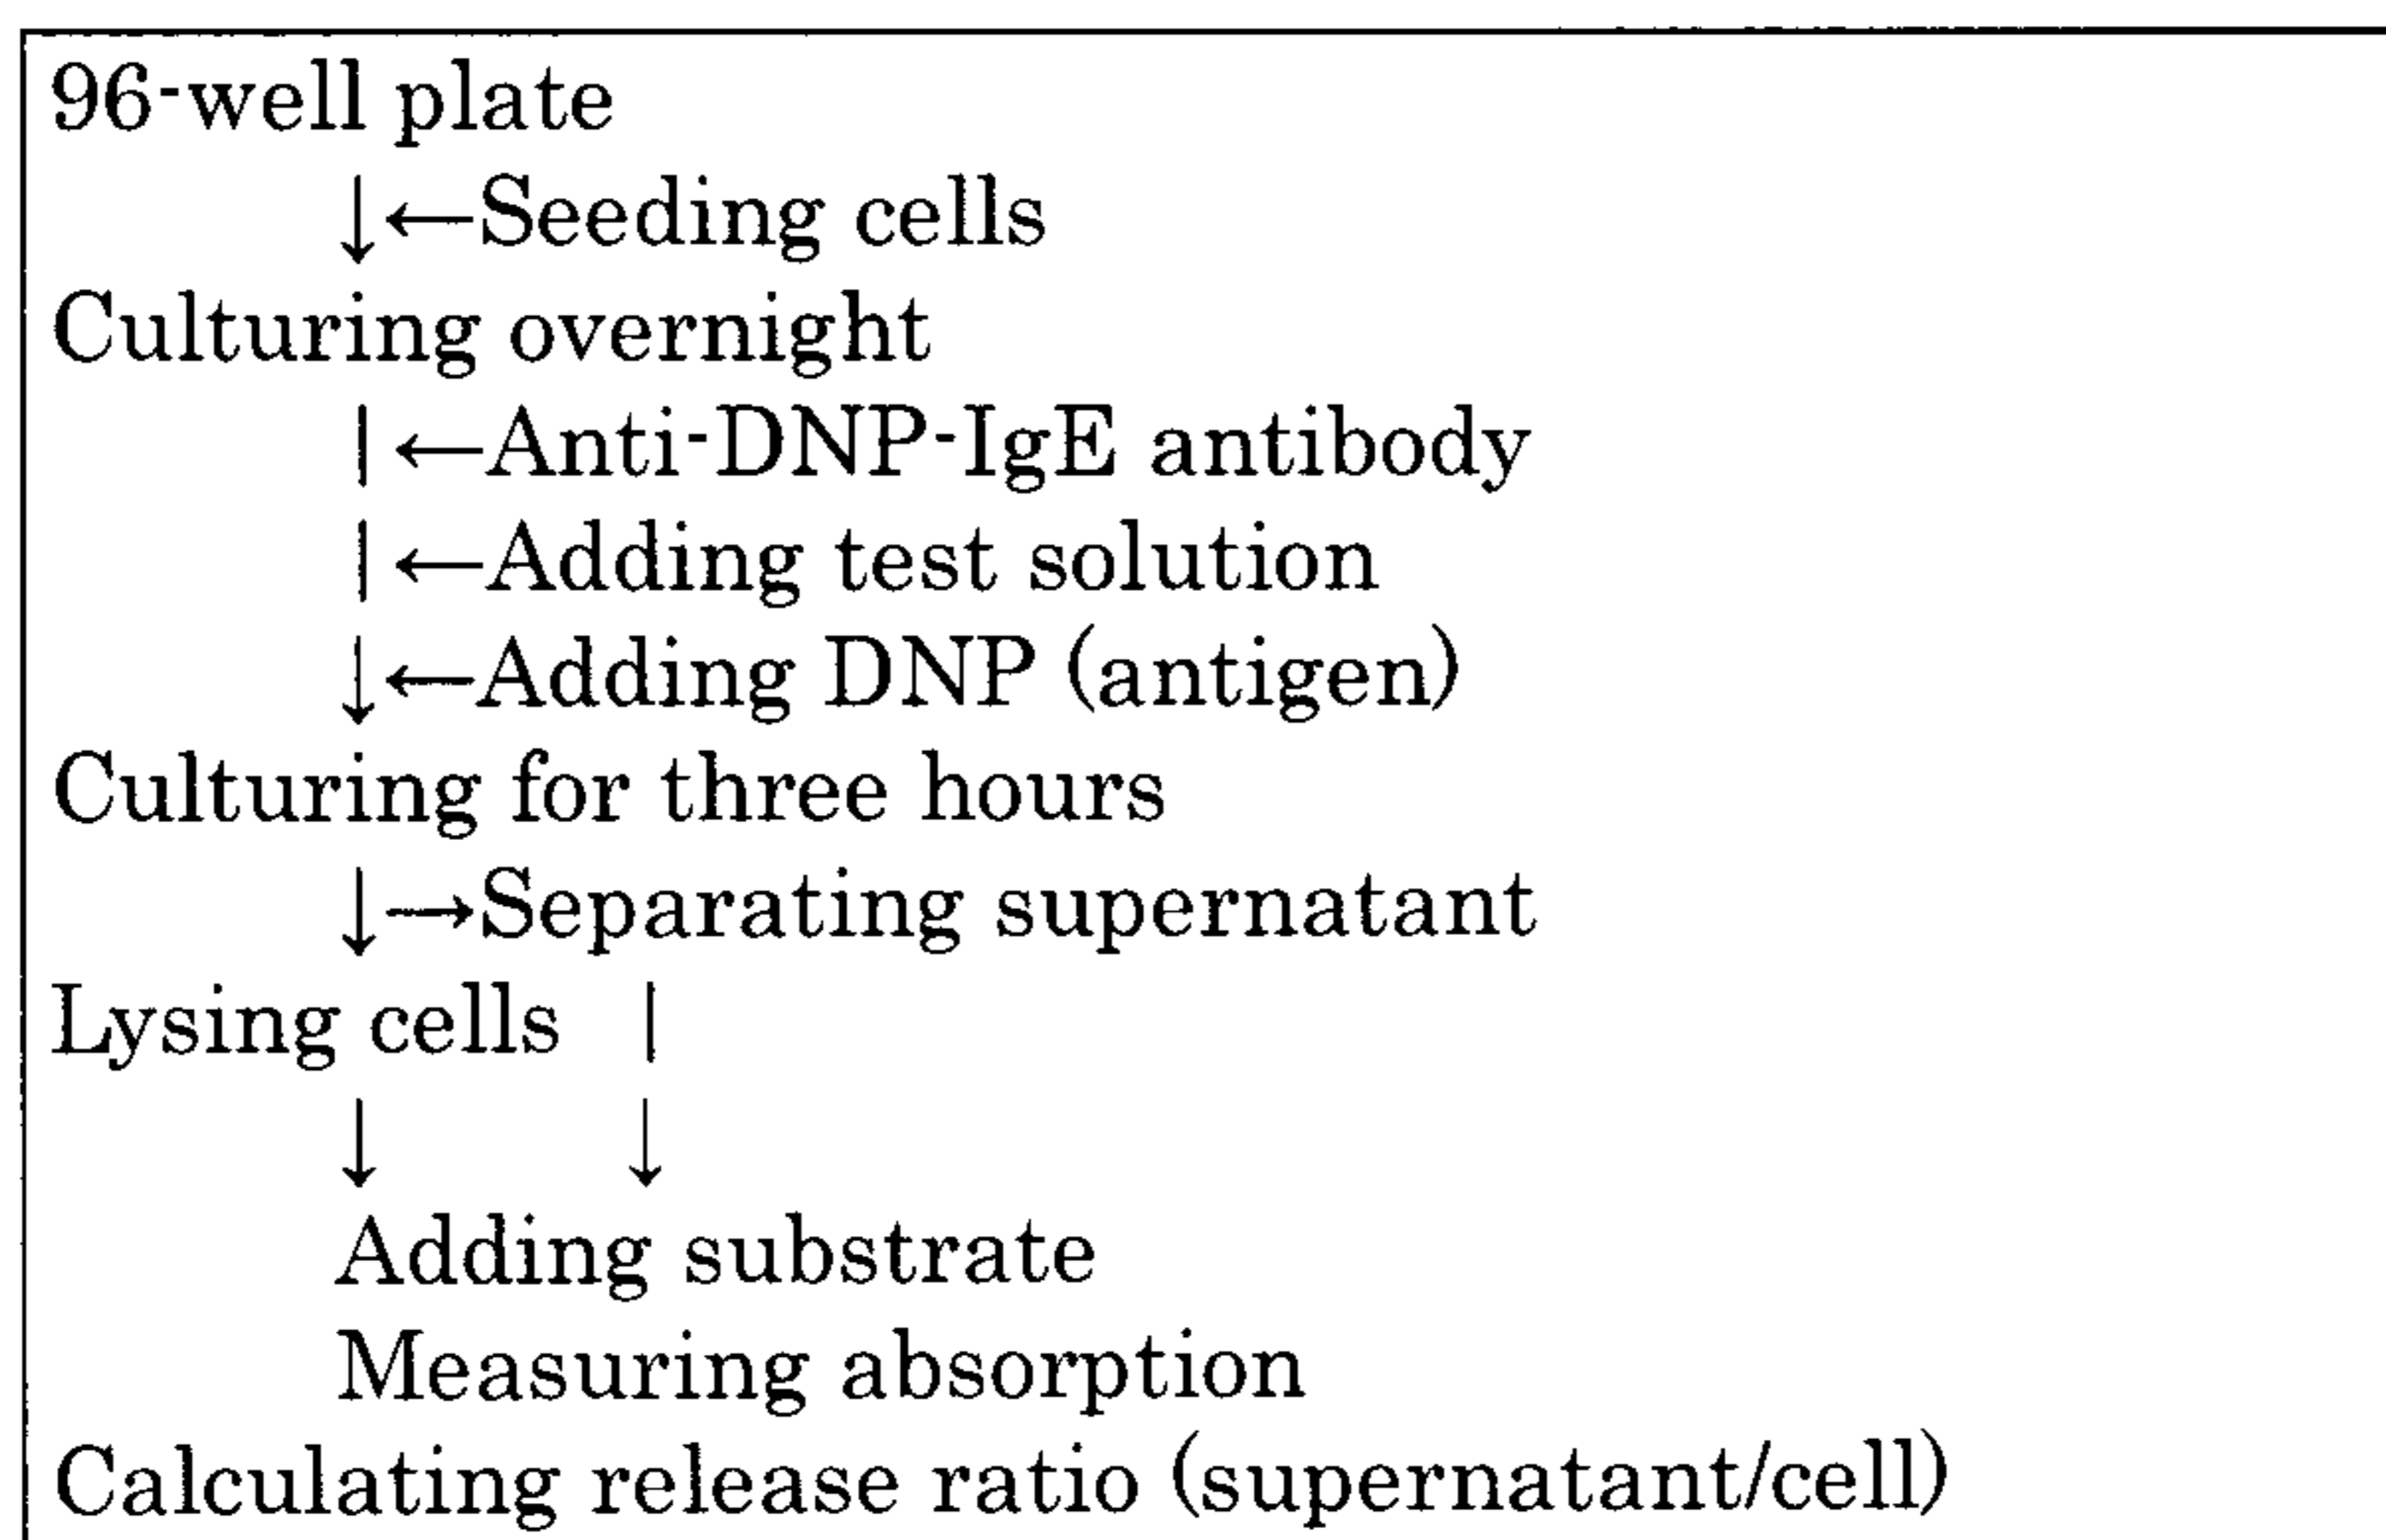 96-well plate
↓←Seeding cells
Culturing overnight
|←Anti-DNP-IgE antibody
|←Adding test solution
↓←Adding DNP (antigen)
Culturing for three hours
↓→Separating supernatant
Lysing cells |
↓ ↓
Adding substrate
Measuring absorption
Calculating release ratio (supernatant/cell)